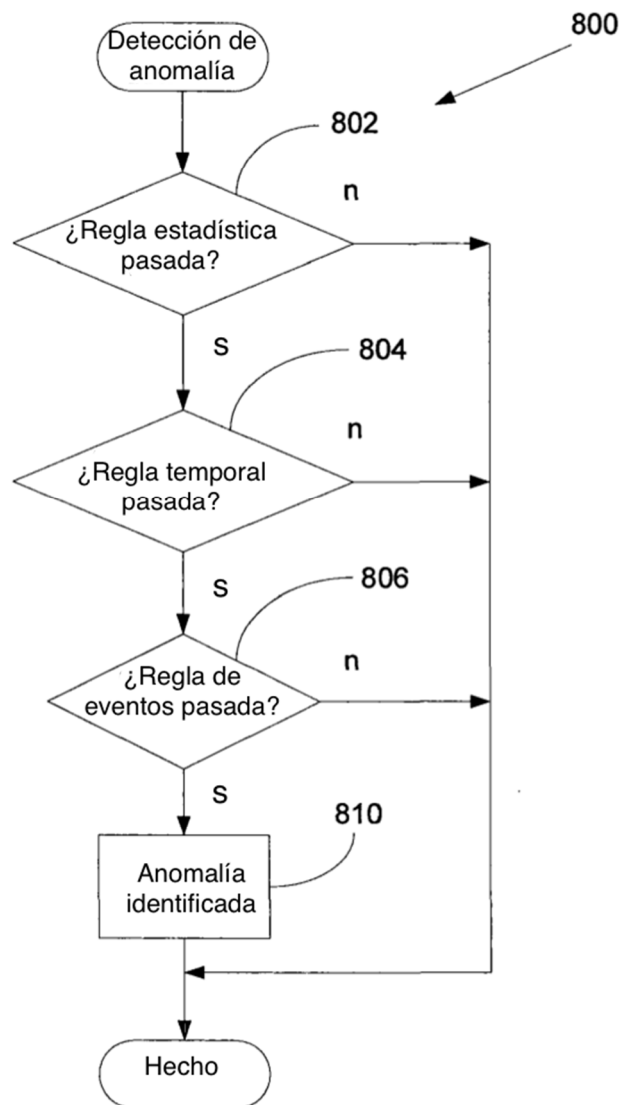 Detección de
anomalía
800
802
n
¿Regla estadística
pasada?
s
804
n
¿Regla temporal
pasada?
s
806
n
¿Regla de
eventos pasada?
s
810
Anomalía
identificada
Hecho